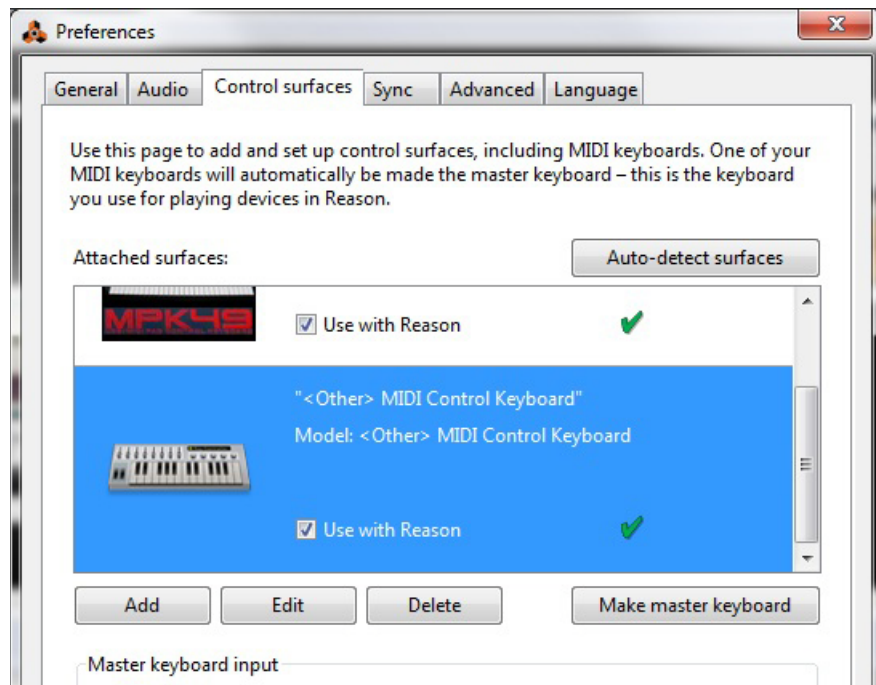 Preferences
General Audio Control surfaces Sync Advanced Language
Use this page to add and set up control surfaces, including MIDI keyboards. One of your
MIDI keyboards will automatically be made the master keyboard – this is the keyboard
you use for playing devices in Reason.
Attached surfaces:
Auto-detect surfaces
MPK49
Use with Reason
"<Other> MIDI Control Keyboard"
Model: <Other> MIDI Control Keyboard
Use with Reason
Add Edit Delete Make master keyboard
Master keyboard input